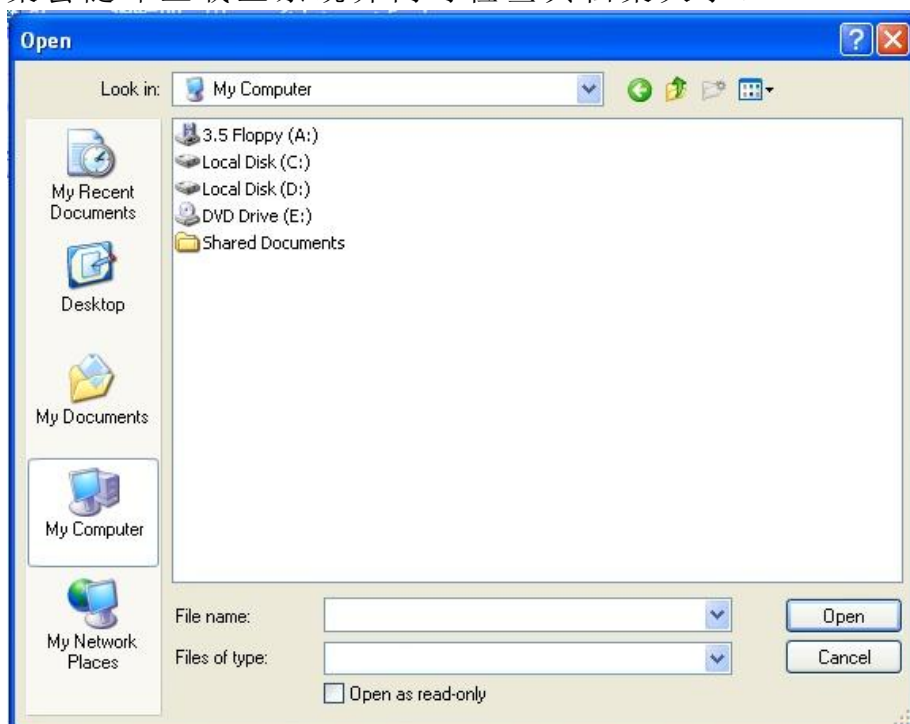 Open
Look in: My Computer
3.5 Floppy (A:)
Local Disk (C:)
Local Disk (D:)
DVD Drive (E:)
Shared Documents
My Recent
Documents
Desktop
My Documents
My Computer
My Network
Places
File name:
Open
Files of type:
Cancel
Open as read-only